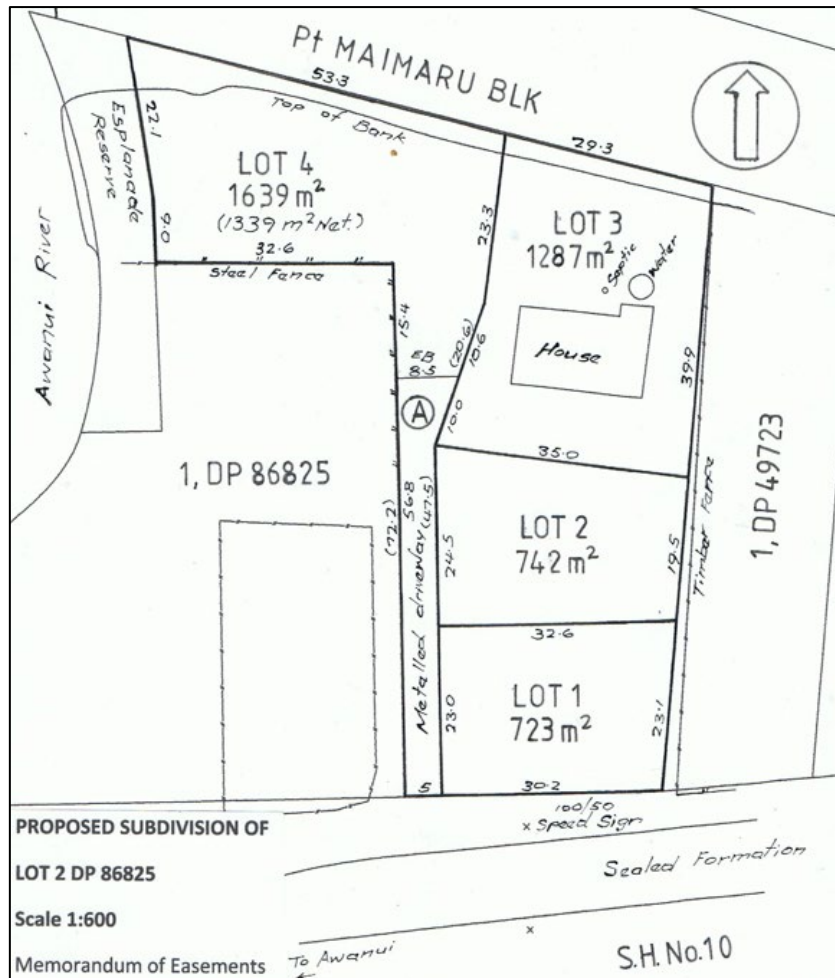 Pt MAIMARU BLK
53.3
29.3
Top of Bank
22.1
Esplanade
Reserve
9.0
LOT 4
1639 m²
(1339 m² Net.)
32.6
Steel Fence
23.3
LOT 3
1287 m²
Septic
Water
House
39.9
Awanui River
15.4
EB
8.5
(20.6)
10.6
10.0
A
35.0
1, DP 86825
(72.2)
56.8
(47.5)
Metalled driveway
24.5
LOT 2
742 m²
19.5
Timber Fence
1, DP 49723
32.6
LOT 1
723 m²
23.0
23.1
5
30.2
100/50
x Speed Sign
Sealed Formation
x
S.H. No.10
To Awanui
PROPOSED SUBDIVISION OF
LOT 2 DP 86825
Scale 1:600
Memorandum of Easements